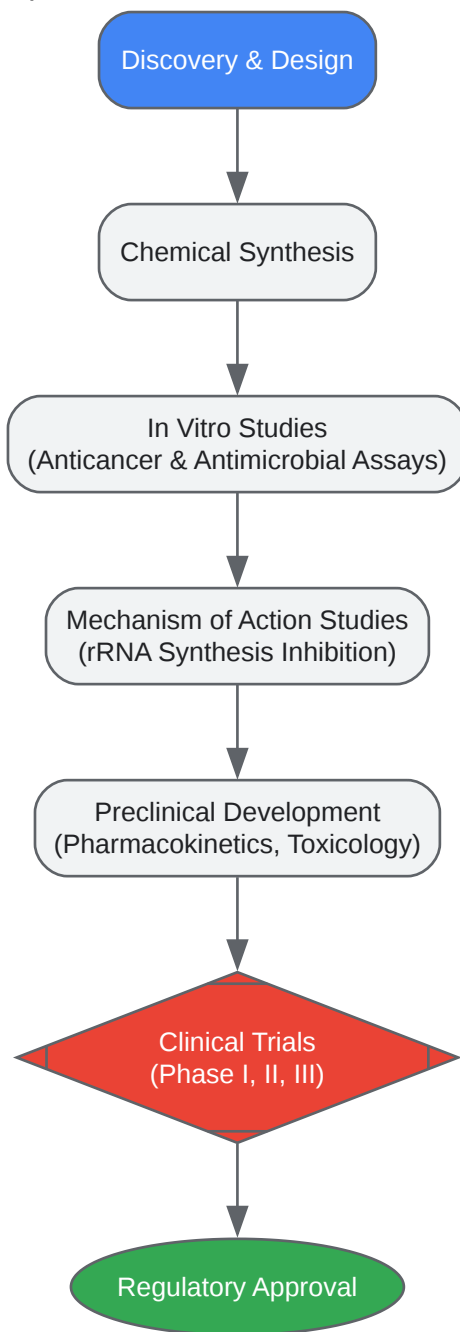 Discovery & Design
Chemical Synthesis
In Vitro Studies
(Anticancer & Antimicrobial Assays)
Mechanism of Action Studies
(rRNA Synthesis Inhibition)
Preclinical Development
(Pharmacokinetics, Toxicology)
Clinical Trials
(Phase I, II, III)
Regulatory Approval